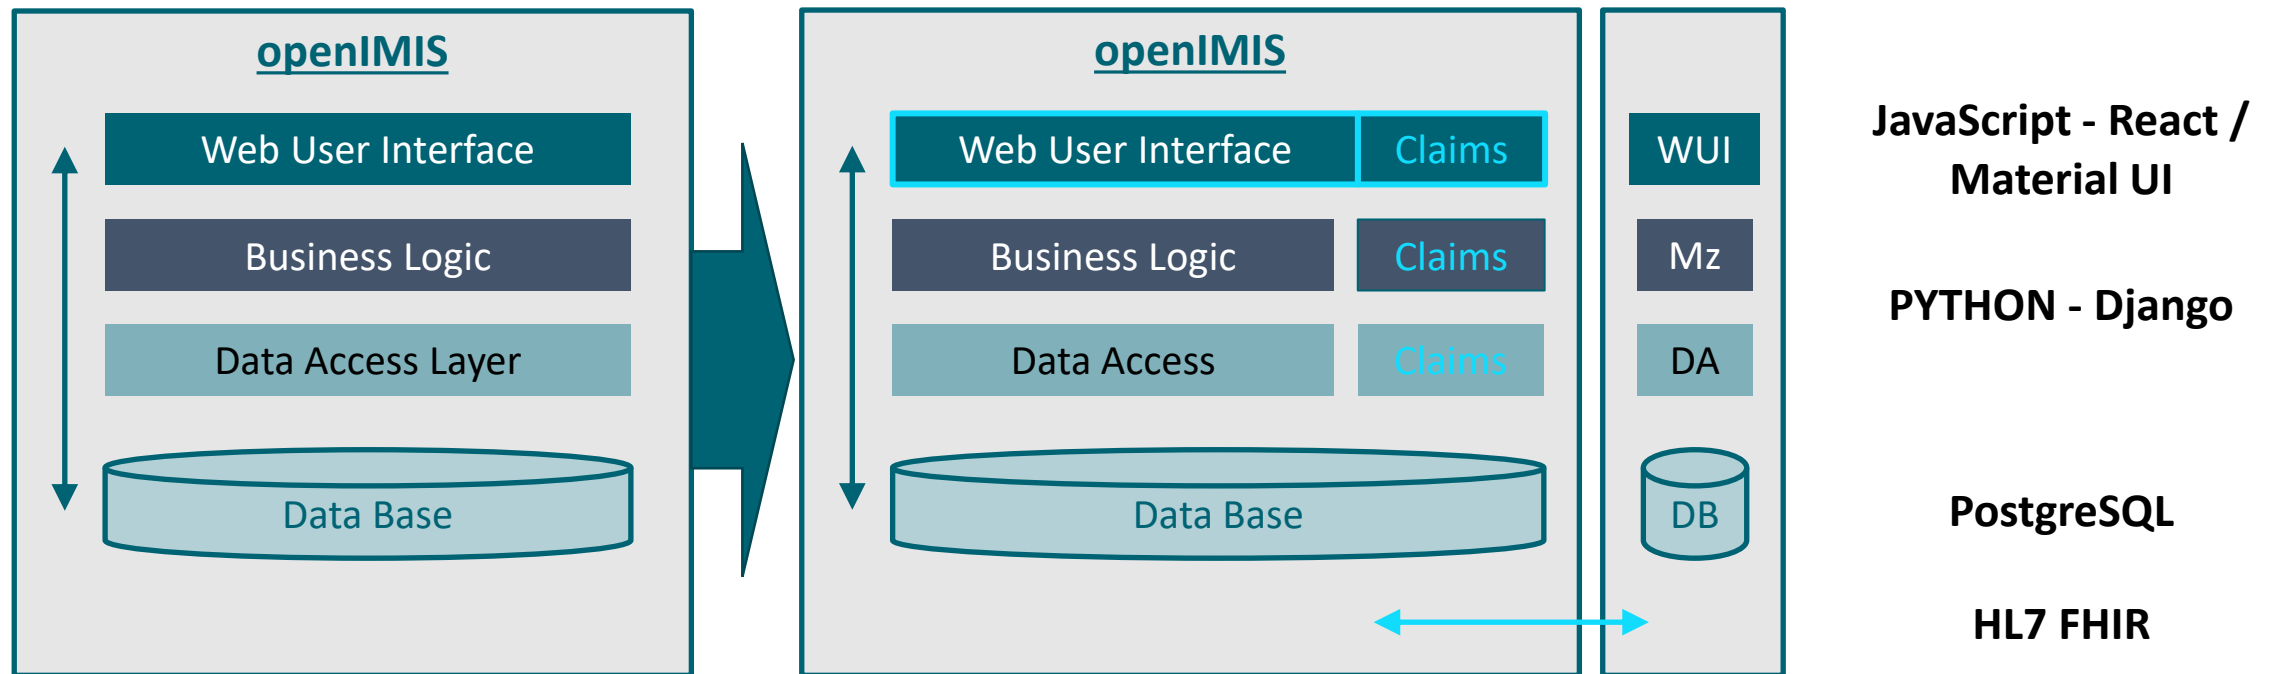 openIMIS
Web User Interface
Business Logic
Data Access Layer
Data Base
openIMIS
Web User Interface
Claims
Business Logic
Claims
Data Access
Claims
Data Base
WUI
Mz
DA
DB
JavaScript - React /
Material UI
PYTHON - Django
PostgreSQL
HL7 FHIR